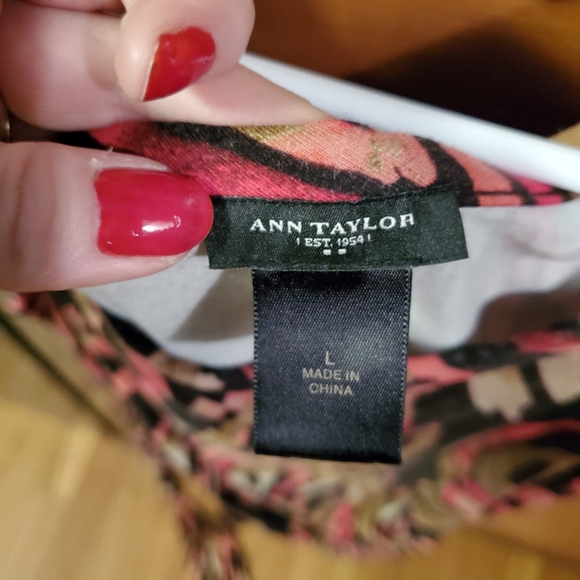 ANN TAYLOR
EST. 1954
L
MADE IN
CHINA